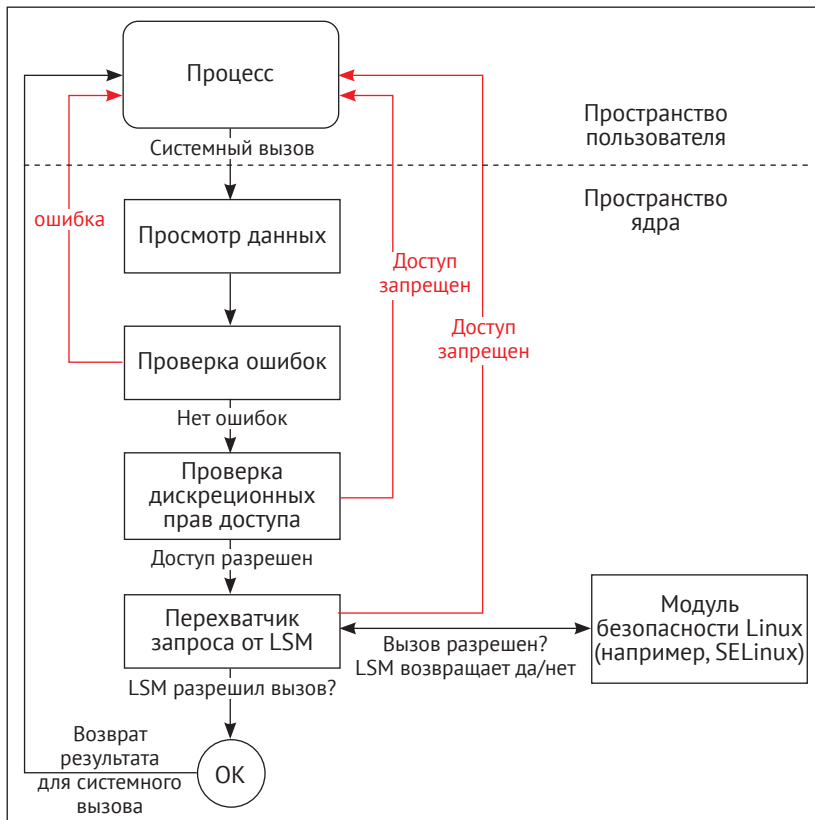 Процесс
Пространство
пользователя
Системный вызов
Пространство
ядра
ошибка
Просмотр данных
Доступ
запрещен
Доступ
запрещен
Проверка ошибок
Нет ошибок
Проверка
дискреционных
прав доступа
Доступ разрешен
Перехватчик
запроса от LSM
Вызов разрешен?
LSM возвращает да/нет
Модуль
безопасности Linux
(например, SELinux)
LSM разрешил вызов?
Возврат
результата
для системного
вызова
OK